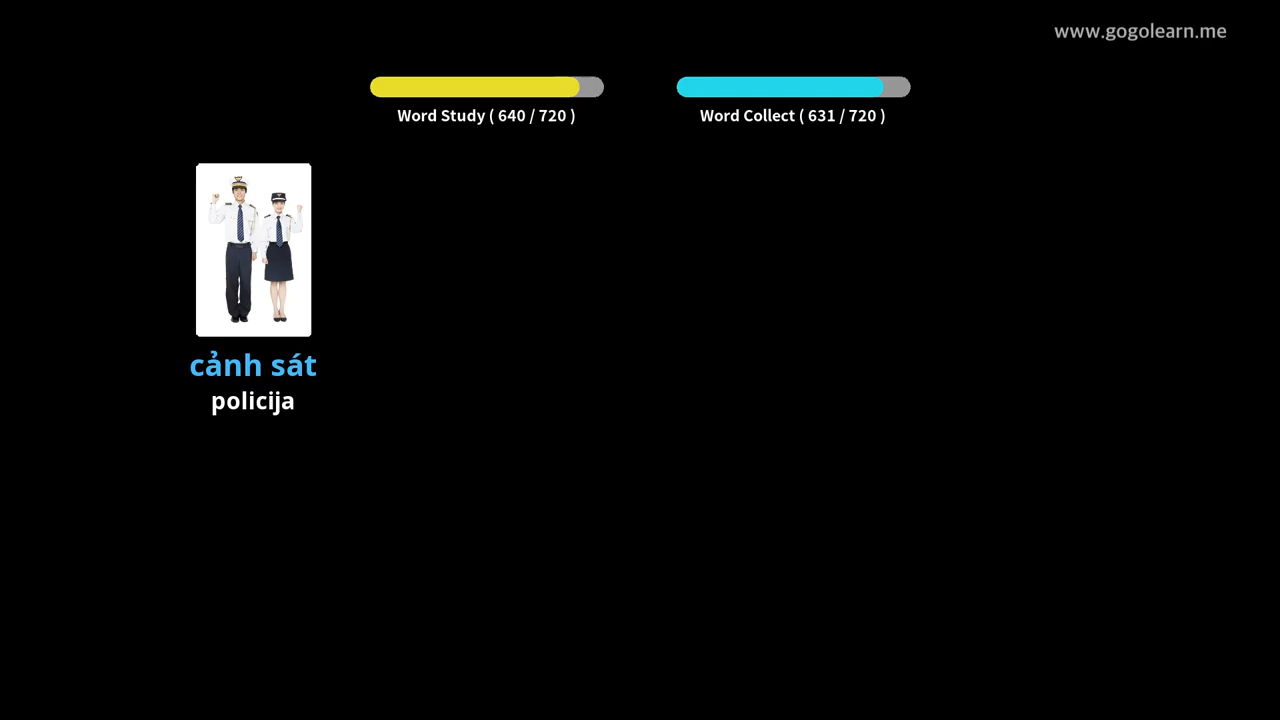 www.gogolearn.me
Word Study ( 640 / 720 )
Word Collect ( 631 / 720 )
cảnh sát
policija